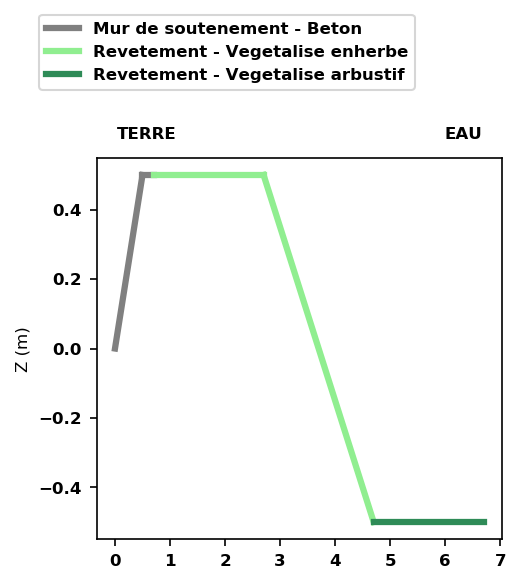 Mur de soutenement - Beton
Revetement - Vegetalise enherbe
Revetement - Vegetalise arbustif
TERRE EAU
0.4
0.2
0.0
−0.2
−0.4
Z (m)
0 1 2 3 4 5 6 7